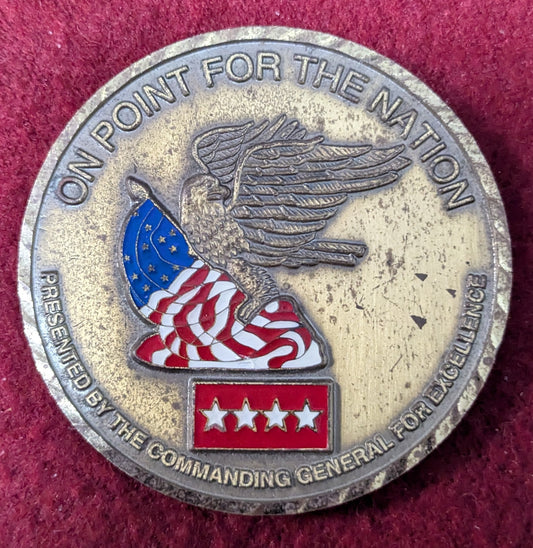 ON POINT FOR THE NATION
PRESENTED BY THE COMMANDING GENERAL FOR EXCELLENCE